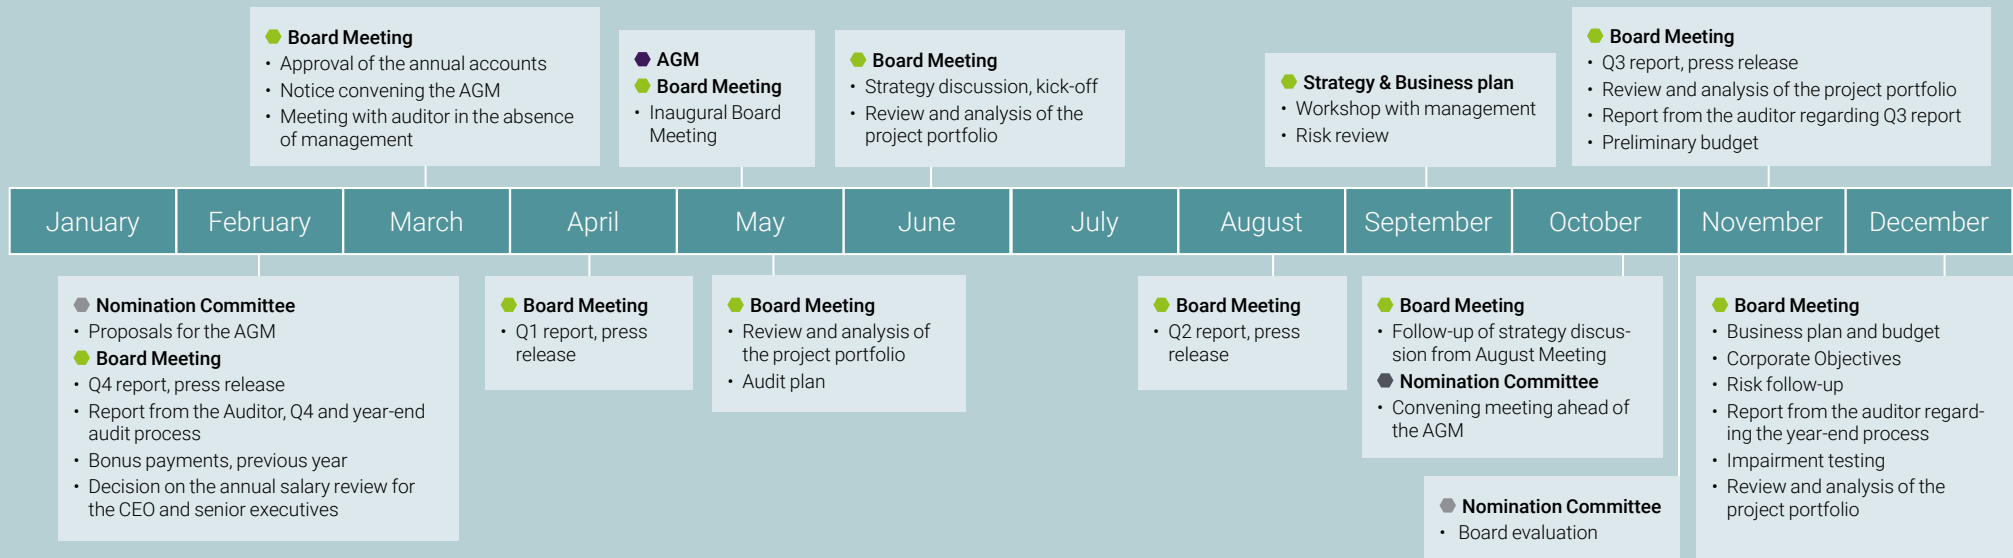 Board Meeting
• Approval of the annual accounts
• Notice convening the AGM
• Meeting with auditor in the absence
of management
AGM
Board Meeting
• Inaugural Board
Meeting
Board Meeting
• Strategy discussion, kick-off
• Review and analysis of the
project portfolio
Strategy & Business plan
• Workshop with management
• Risk review
Board Meeting
• Q3 report, press release
• Review and analysis of the project portfolio
• Report from the auditor regarding Q3 report
• Preliminary budget
January
February
March
April
May
June
July
August
September
October
November
December
Nomination Committee
• Proposals for the AGM
Board Meeting
• Q4 report, press release
• Report from the Auditor, Q4 and year-end
audit process
• Bonus payments, previous year
• Decision on the annual salary review for
the CEO and senior executives
Board Meeting
• Q1 report, press
release
Board Meeting
• Review and analysis of
the project portfolio
• Audit plan
Board Meeting
• Q2 report, press
release
Board Meeting
• Follow-up of strategy discus-
sion from August Meeting
Nomination Committee
• Convening meeting ahead of
the AGM
Nomination Committee
• Board evaluation
Board Meeting
• Business plan and budget
• Corporate Objectives
• Risk follow-up
• Report from the auditor regard-
ing the year-end process
• Impairment testing
• Review and analysis of the
project portfolio